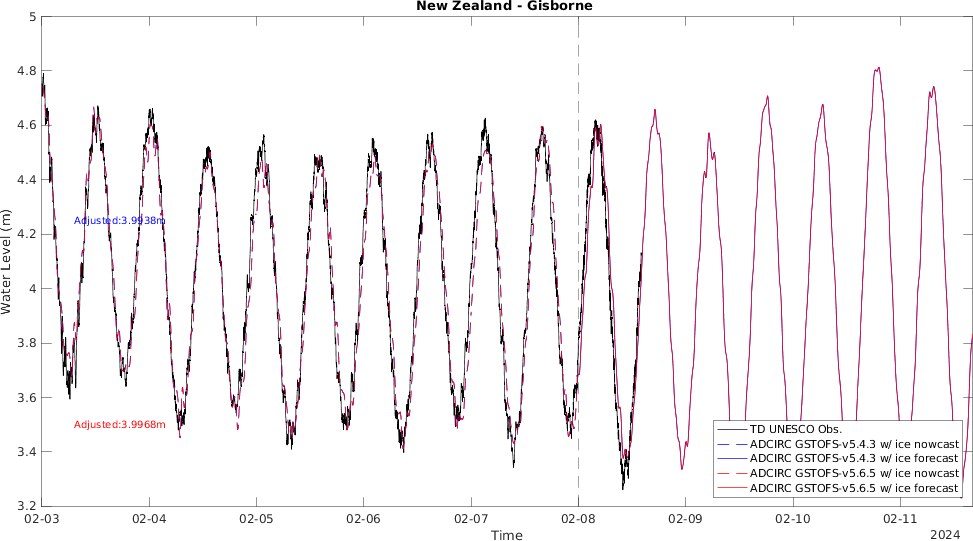 New Zealand - Gisborne
5
4.8
4.6
4.4
4.2
4
3.8
3.6
3.4
3.2
Water Level (m)
Adjusted:3.9938m
Adjusted:3.9968m
TD UNESCO Obs.
ADCIRC GSTOFS-v5.4.3 w/ ice nowcast
ADCIRC GSTOFS-v5.4.3 w/ ice forecast
ADCIRC GSTOFS-v5.6.5 w/ ice nowcast
ADCIRC GSTOFS-v5.6.5 w/ ice forecast
02-03 02-04 02-05 02-06 02-07 02-08 02-09 02-10 02-11
Time
2024